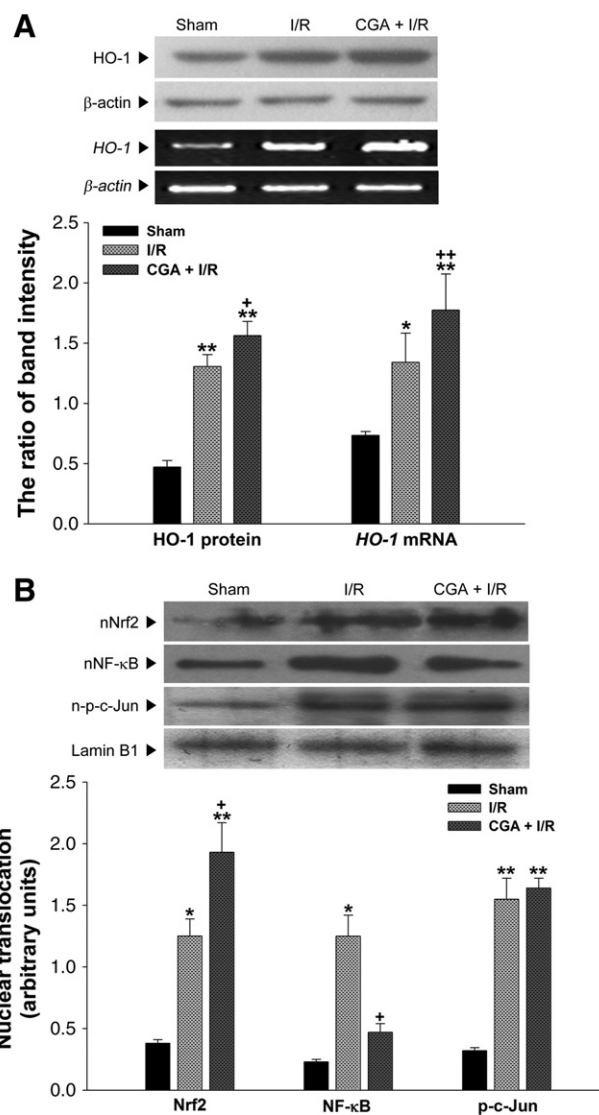 A
Sham I/R CGA + I/R
HO-1
β-actin
HO-1
β-actin
The ratio of band intensity
2.5
2.0
1.5
1.0
0.5
0.0
Sham
I/R
CGA + I/R
** + ** * ++ **
HO-1 protein HO-1 mRNA
B
Sham I/R CGA + I/R
nNrf2
nNF-κB
n-p-c-Jun
Lamin B1
Nuclear translocation
(arbitrary units)
2.5
2.0
1.5
1.0
0.5
0.0
Sham
I/R
CGA + I/R
* + ** * + ** **
Nrf2 NF-κB p-c-Jun